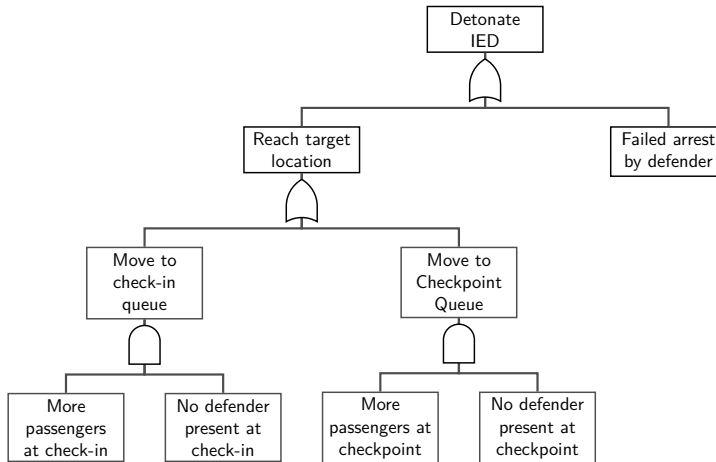 Detonate
IED
Reach target
location
Failed arrest
by defender
Move to
check-in
queue
Move to
Checkpoint
Queue
More
passengers
at check-in
No defender
present at
check-in
More
passengers at
checkpoint
No defender
present at
checkpoint